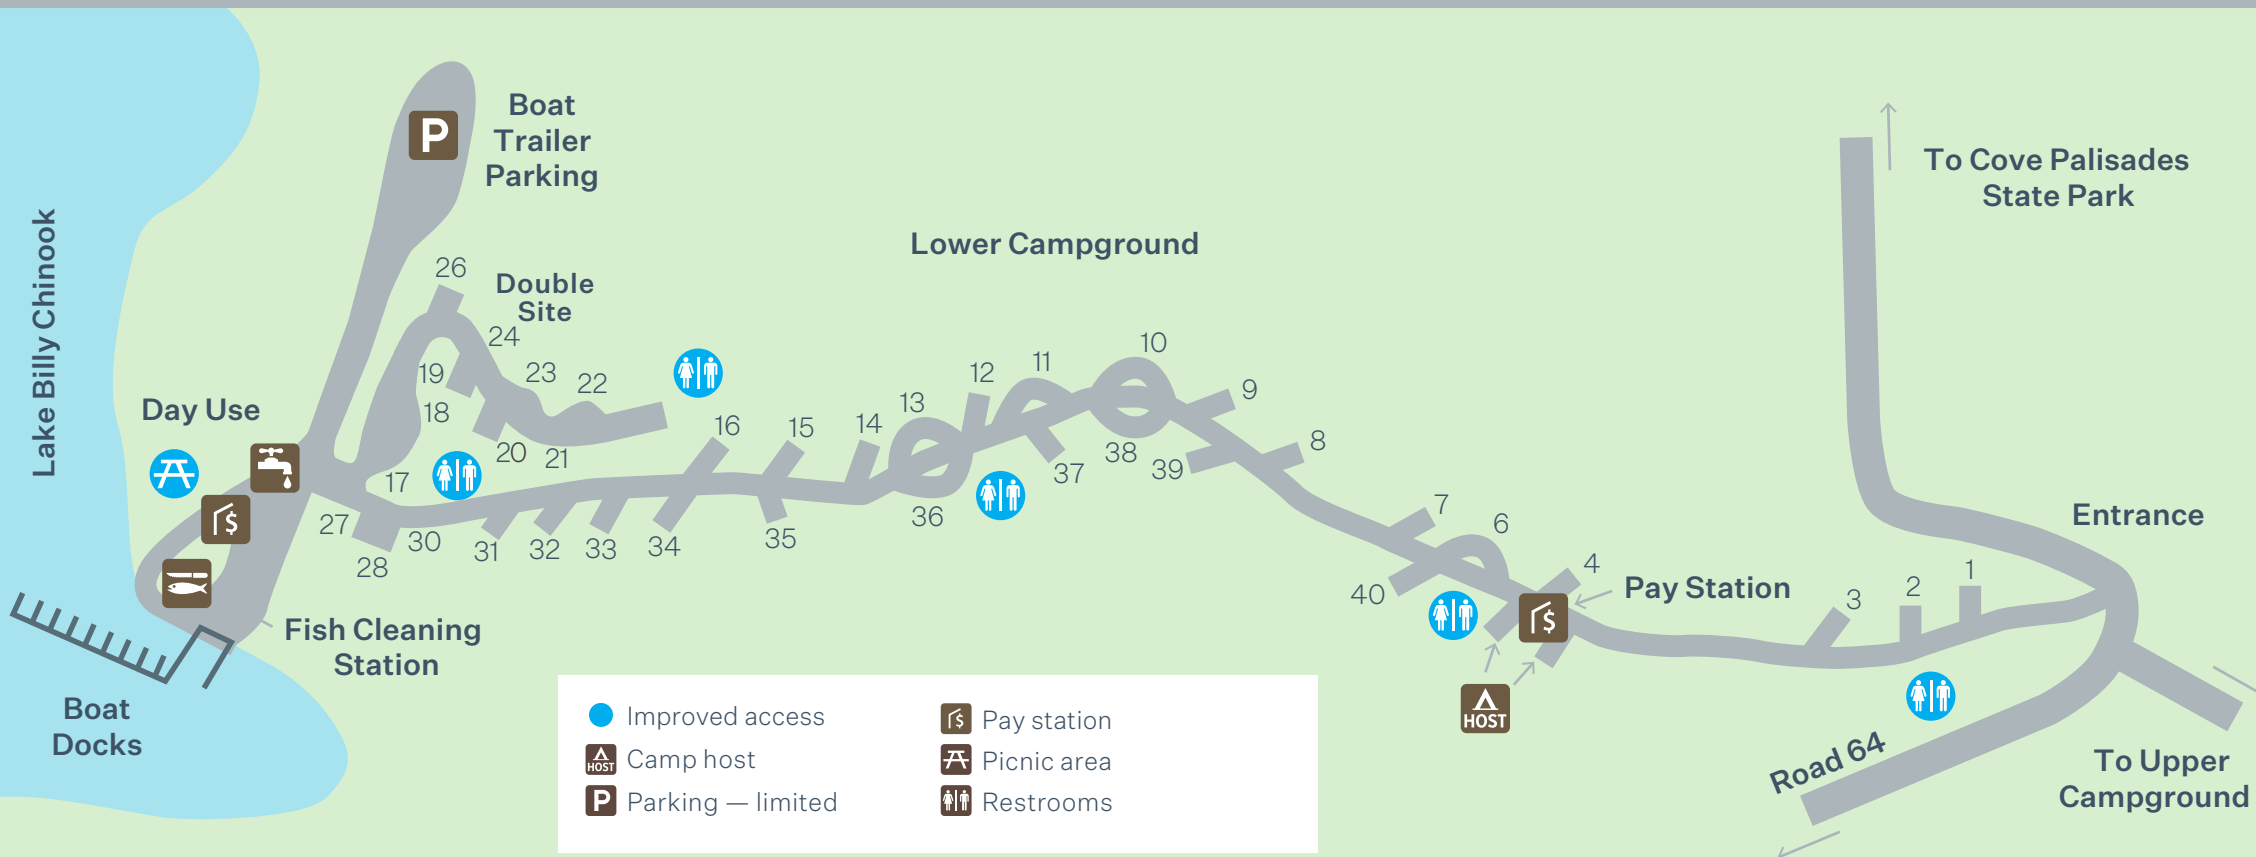 Boat
Trailer
Parking
P
To Cove Palisades
State Park
Lake Billy Chinook
Lower Campground
26
Double
Site
24
19
23
22
18
Day Use
20
21
17
16
15
14
13
12
11
10
9
8
37
38
39
36
27
28
30
31
32
33
34
35
$
7
6
40
4
Pay Station
$
3
2
1
Entrance
Fish Cleaning
Station
HOST
Boat
Docks
Road 64
To Upper
Campground
Improved access
HOST Camp host
P Parking — limited
$ Pay station
Picnic area
Restrooms